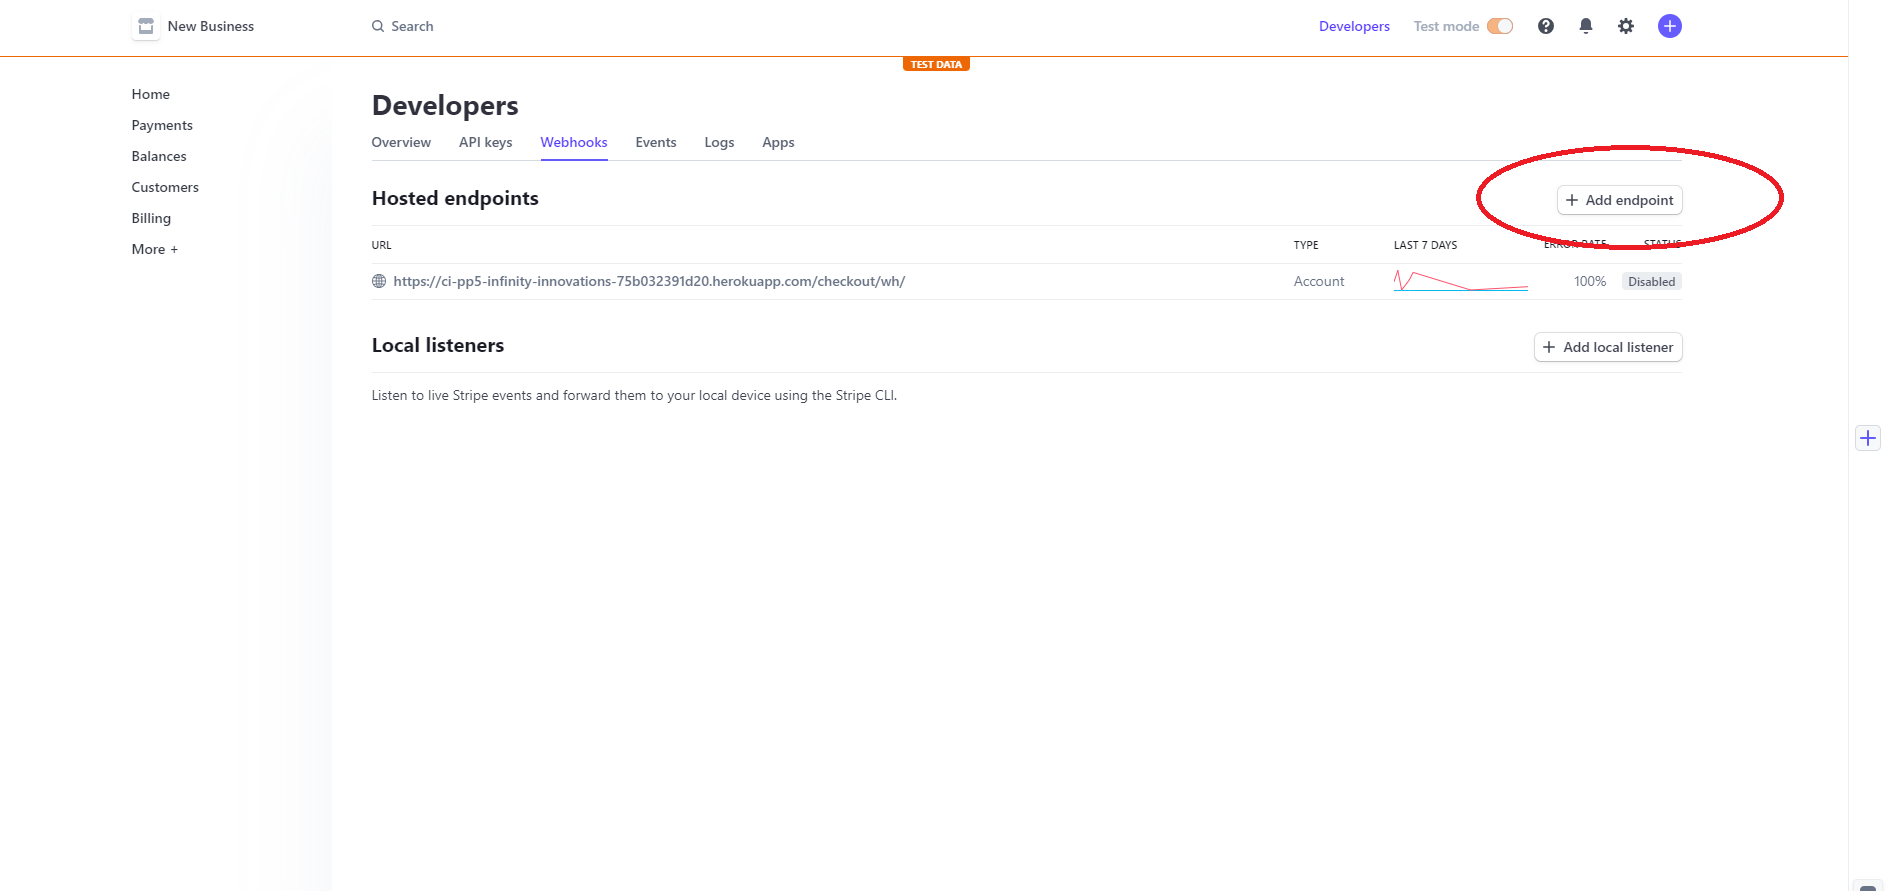 New Business
Search
Developers
Test mode
TEST DATA
Home
Payments
Balances
Customers
Billing
More +
Developers
Overview
API keys
Webhooks
Events
Logs
Apps
Hosted endpoints
+ Add endpoint
URL
TYPE
LAST 7 DAYS
ERROR RATE
STATUS
https://ci-pp5-infinity-innovations-75b032391d20.herokuapp.com/checkout/wh/
Account
100%
Disabled
Local listeners
+ Add local listener
Listen to live Stripe events and forward them to your local device using the Stripe CLI.